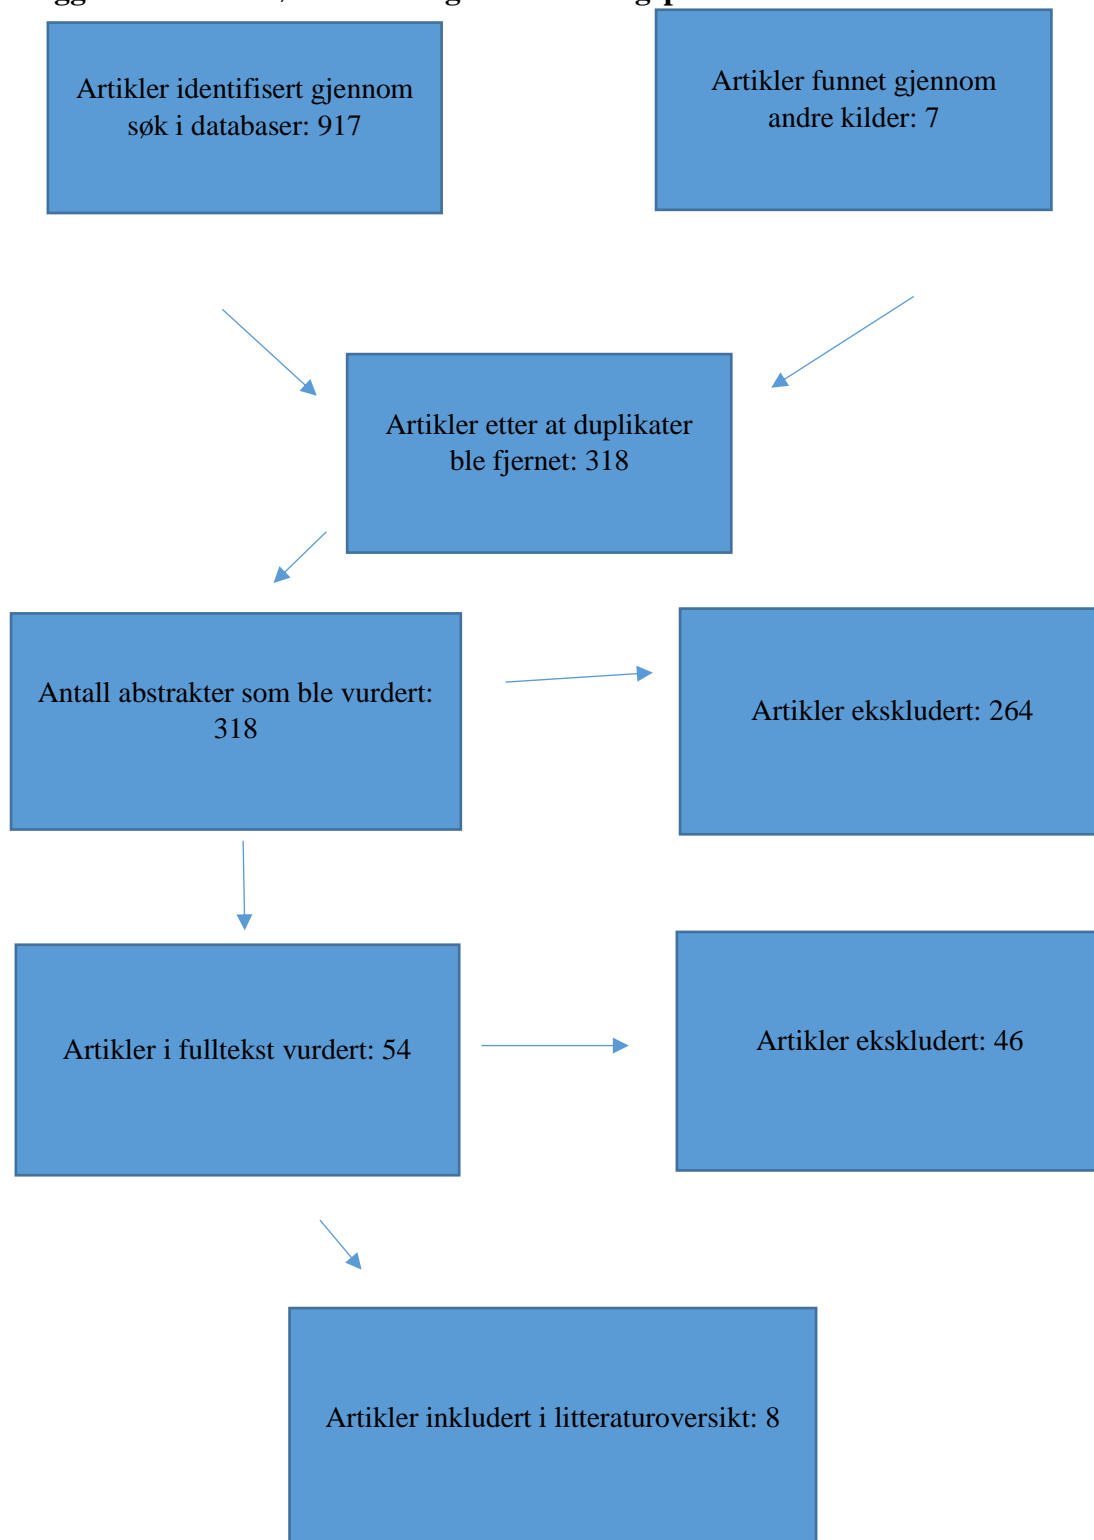 Artikler identifisert gjennom
søk i databaser: 917
Artikler funnet gjennom
andre kilder: 7
Artikler etter at duplikater
ble fjernet: 318
Antall abstrakter som ble vurdert:
318
Artikler ekskludert: 264
Artikler i fulltekst vurdert: 54
Artikler ekskludert: 46
Artikler inkludert i litteraturoversikt: 8